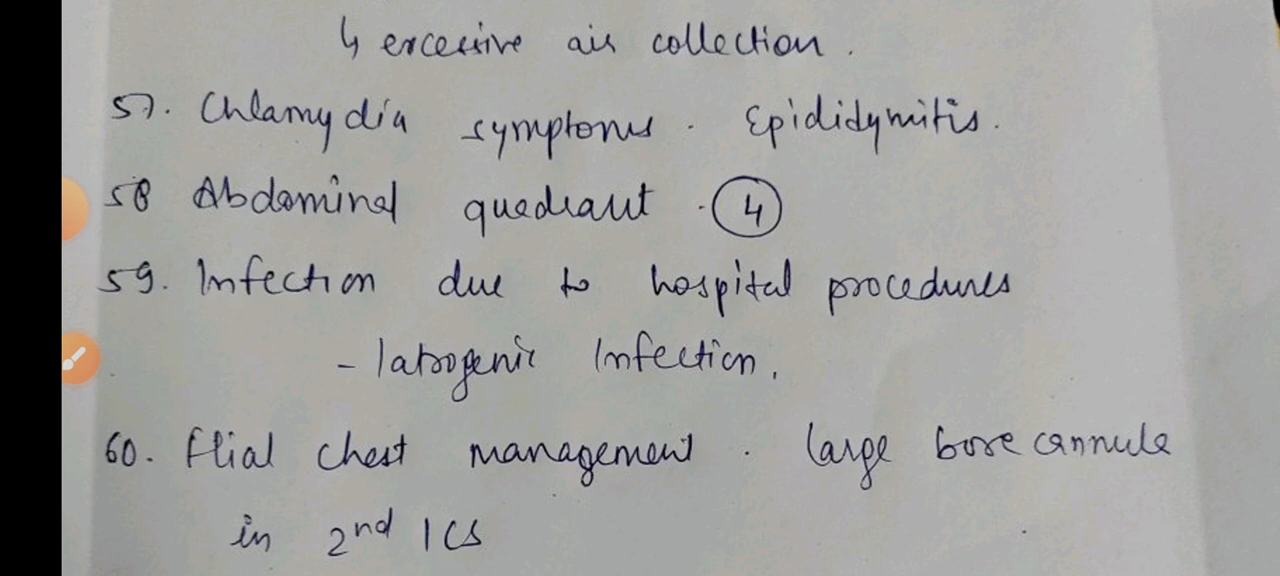 ↳ excessive air collection.
57. Chlamydia symptoms. Epididymitis.
58 Abdominal quadrant. 4
59. Infection due to hospital procedures
- Iatrogenic Infection.
60. flial chest management. large bore cannula
in 2nd ICS